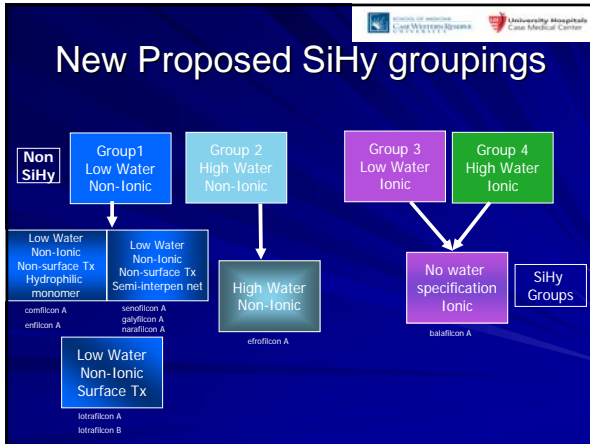 SCHOOL OF MEDICINE
CASE WESTERN RESERVE
UNIVERSITY
University Hospitals
Case Medical Center
New Proposed SiHy groupings
Non
SiHy
Group1
Low Water
Non-Ionic
Group 2
High Water
Non-Ionic
Group 3
Low Water
Ionic
Group 4
High Water
Ionic
Low Water
Non-Ionic
Non-surface Tx
Hydrophilic
monomer
Low Water
Non-Ionic
Non-surface Tx
Semi-interpen net
High Water
Non-Ionic
No water
specification
Ionic
SiHy
Groups
comfilcon A
enfilcon A
senofilcon A
galyfilcon A
narafilcon A
efrofilcon A
balafilcon A
Low Water
Non-Ionic
Surface Tx
lotrafilcon A
lotrafilcon B